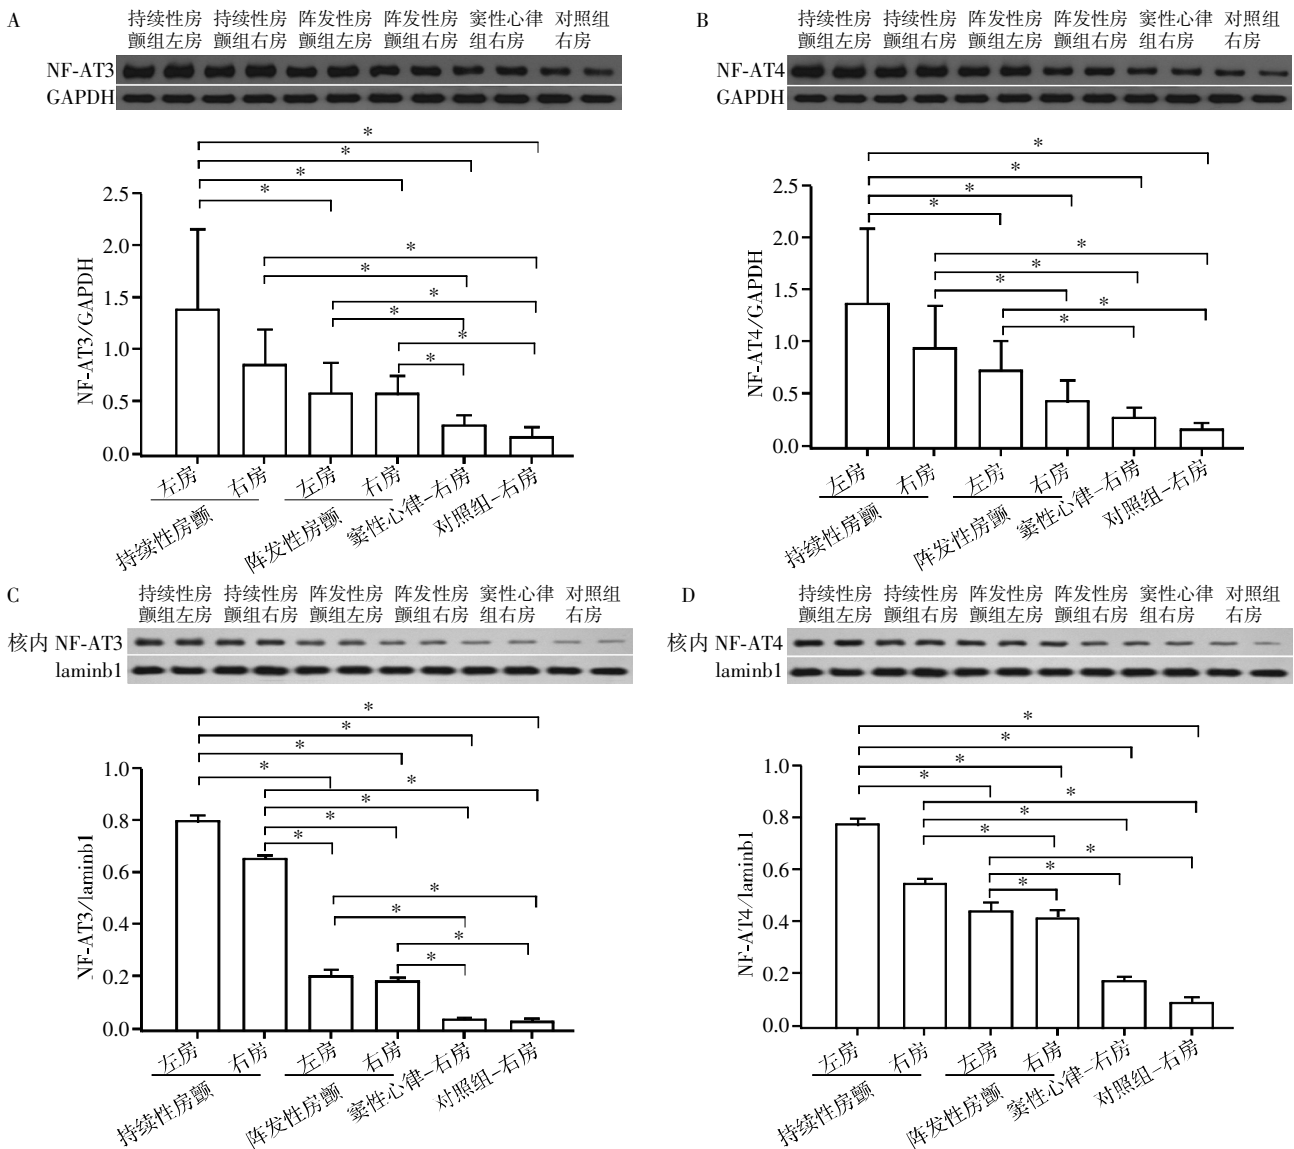 A
持续性房 持续性房 阵发性房 阵发性房 窦性心律 对照组
颤组左房 颤组右房 颤组左房 颤组右房 组右房 右房
NF-AT3
GAPDH
* 
*
*
*
*
*
*
*
*
*
NF-AT3/GAPDH
2.5
2.0
1.5
1.0
0.5
0.0
左房 右房 左房 右房 窦性心律-右房 对照组-右房
持续性房颤 阵发性房颤
B
持续性房 持续性房 阵发性房 阵发性房 窦性心律 对照组
颤组左房 颤组右房 颤组左房 颤组右房 组右房 右房
NF-AT4
GAPDH
*
*
*
*
*
*
*
*
*
NF-AT4/GAPDH
2.5
2.0
1.5
1.0
0.5
0.0
左房 右房 左房 右房 窦性心律-右房 对照组-右房
持续性房颤 阵发性房颤
C
持续性房 持续性房 阵发性房 阵发性房 窦性心律 对照组
颤组左房 颤组右房 颤组左房 颤组右房 组右房 右房
核内 NF-AT3
laminb1
*
*
*
*
*
*
*
*
*
*
*
*
NF-AT3/laminb1
1.0
0.8
0.6
0.4
0.2
0.0
左房 右房 左房 右房 窦性心律-右房 对照组-右房
持续性房颤 阵发性房颤
D
持续性房 持续性房 阵发性房 阵发性房 窦性心律 对照组
颤组左房 颤组右房 颤组左房 颤组右房 组右房 右房
核内 NF-AT4
laminb1
*
*
*
*
*
*
*
*
*
*
NF-AT4/laminb1
1.0
0.8
0.6
0.4
0.2
0.0
左房 右房 左房 右房 窦性心律-右房 对照组-右房
持续性房颤 阵发性房颤